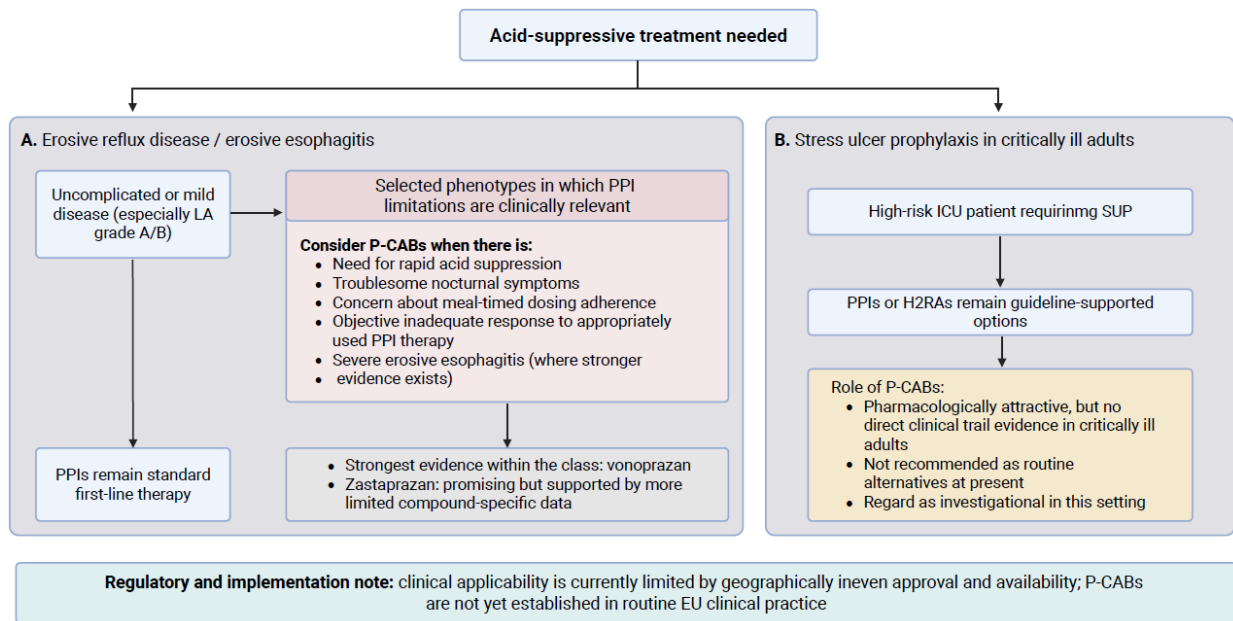 Acid-suppressive treatment needed
A. Erosive reflux disease / erosive esophagitis
Uncomplicated or mild
disease (especially LA
grade A/B)
Selected phenotypes in which PPI
limitations are clinically relevant
Consider P-CABs when there is:
• Need for rapid acid suppression
• Troublesome nocturnal symptoms
• Concern about meal-timed dosing adherence
• Objective inadequate response to appropriately
used PPI therapy
• Severe erosive esophagitis (where stronger
• evidence exists)
PPIs remain standard
first-line therapy
• Strongest evidence within the class: vonoprazan
• Zastaprazan: promising but supported by more
limited compound-specific data
B. Stress ulcer prophylaxis in critically ill adults
High-risk ICU patient requirinmg SUP
PPIs or H2RAs remain guideline-supported
options
Role of P-CABs:
• Pharmacologically attractive, but no
direct clinical trail evidence in critically ill
adults
• Not recommended as routine
alternatives at present
• Regard as investigational in this setting
Regulatory and implementation note: clinical applicability is currently limited by geographically ineven approval and availability; P-CABs
are not yet established in routine EU clinical practice